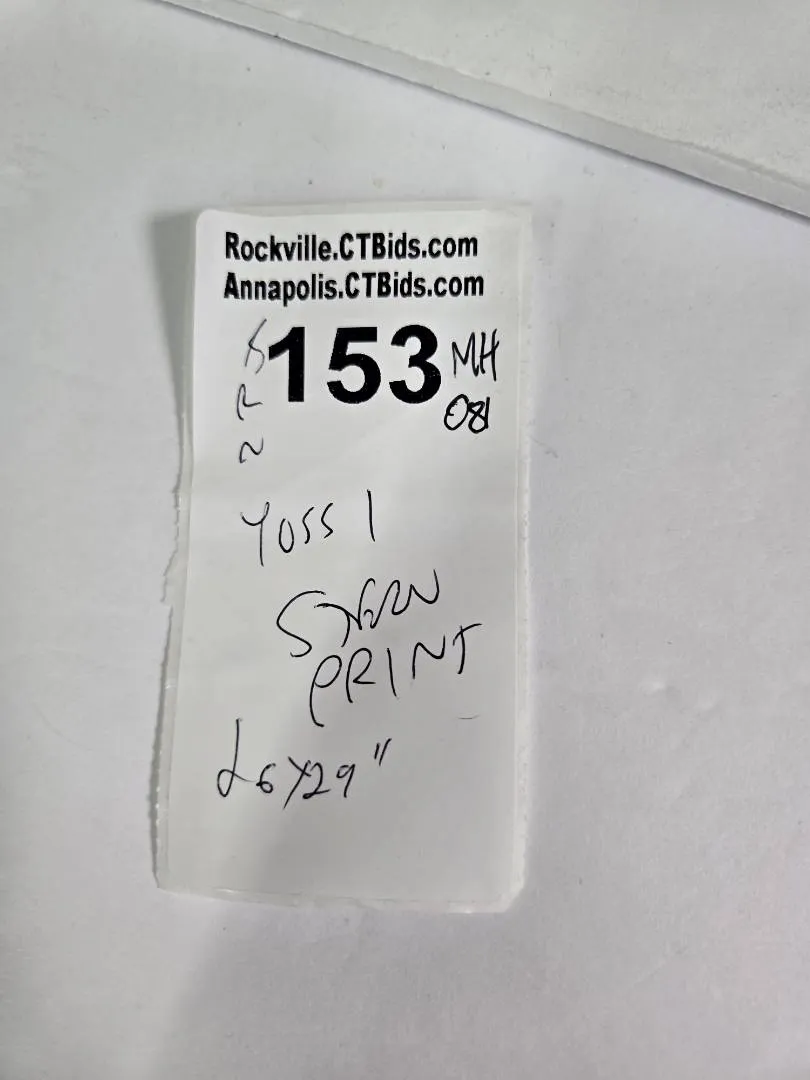 Rockville.CTBids.com
Annapolis.CTBids.com
153 MH
081
R
N
YOSSI
STERN
PRINT
26X29"